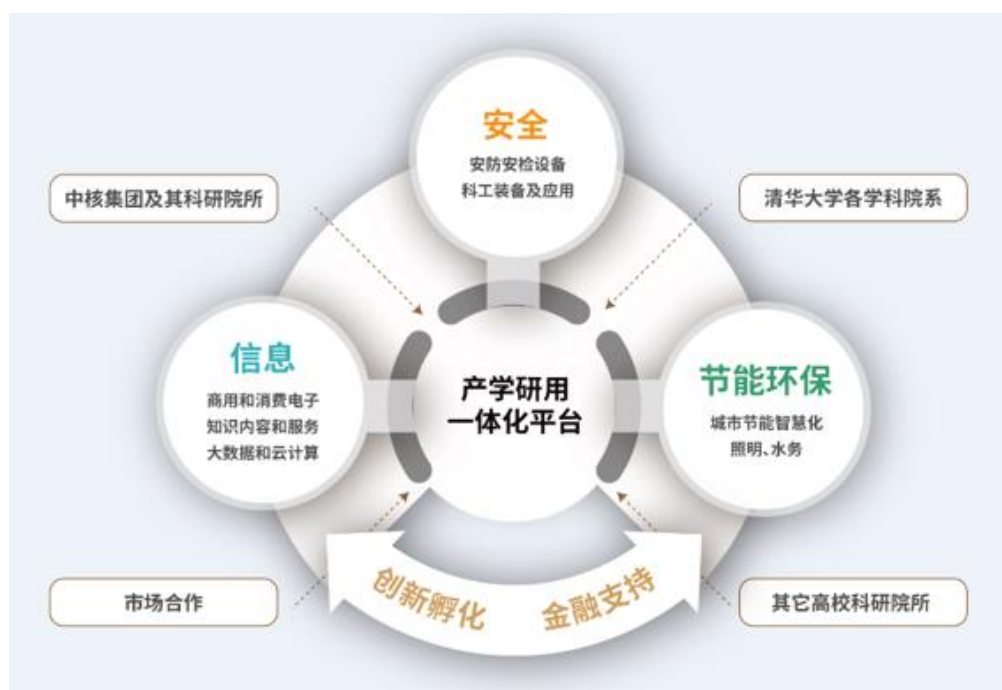 安全
安防安检设备
科工装备及应用
中核集团及其科研院所
清华大学各学科院系
信息
商用和消费电子
知识内容和服务
大数据和云计算
产学研用
一体化平台
节能环保
城市节能智慧化
照明、水务
市场合作
创新孵化
金融支持
其它高校科研院所